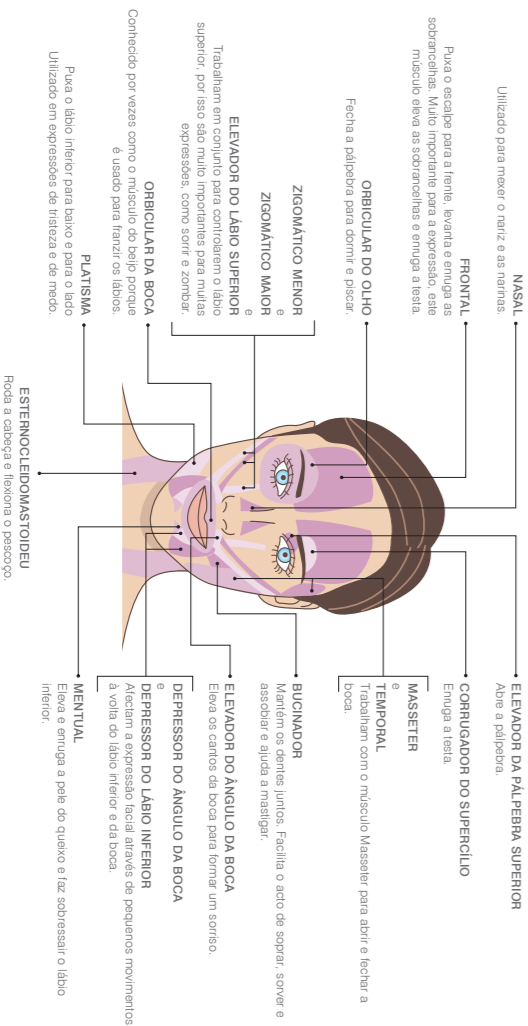 NASAL
Utilizado para mexer o nariz e as narinas.
FRONTAL
Puxa o escalpe para a frente, levanta e enruga as
sobrancelhas. Muito importante para a expressão, este
músculo eleva as sobrancelhas e enruga a testa.
ORBICULAR DO OLHO
Fecha a pálpebra para dormir e piscar.
ZIGOMÁTICO MENOR
e
ZIGOMÁTICO MAIOR
e
ELEVADOR DO LÁBIO SUPERIOR
Trabalham em conjunto para controlarem o lábio
superior, por isso são muito importantes para muitas
expressões, como sorrir e zombar.
ORBICULAR DA BOCA
Conhecido por vezes como o músculo do beijo porque
é usado para franzir os lábios.
PLATISMA
Puxa o lábio inferior para baixo e para o lado
Utilizado em expressões de tristeza e de medo.
ESTERNOCLEIDOMASTOIDEU
Roda a cabeça e flexiona o pescoço.
ELEVADOR DA PÁLPEBRA SUPERIOR
Abre a pálpebra.
CORRUGADOR DO SUPERCÍLIO
Enruga a testa.
MASSETER
e
TEMPORAL
Trabalham com o músculo Masseter para abrir e fechar a
boca.
BUCINADOR
Mantém os dentes juntos. Facilita o acto de soprar, sorver e
assobiar e ajuda a mastigar.
ELEVADOR DO ÂNGULO DA BOCA
Eleva os cantos da boca para formar um sorriso.
DEPRESSOR DO ÂNGULO DA BOCA
e
DEPRESSOR DO LÁBIO INFERIOR
Afectam a expressão facial através de pequenos movimentos
à volta do lábio inferior e da boca.
MENTUAL
Eleva e enruga a pele do queixo e faz sobressair o lábio
inferior.